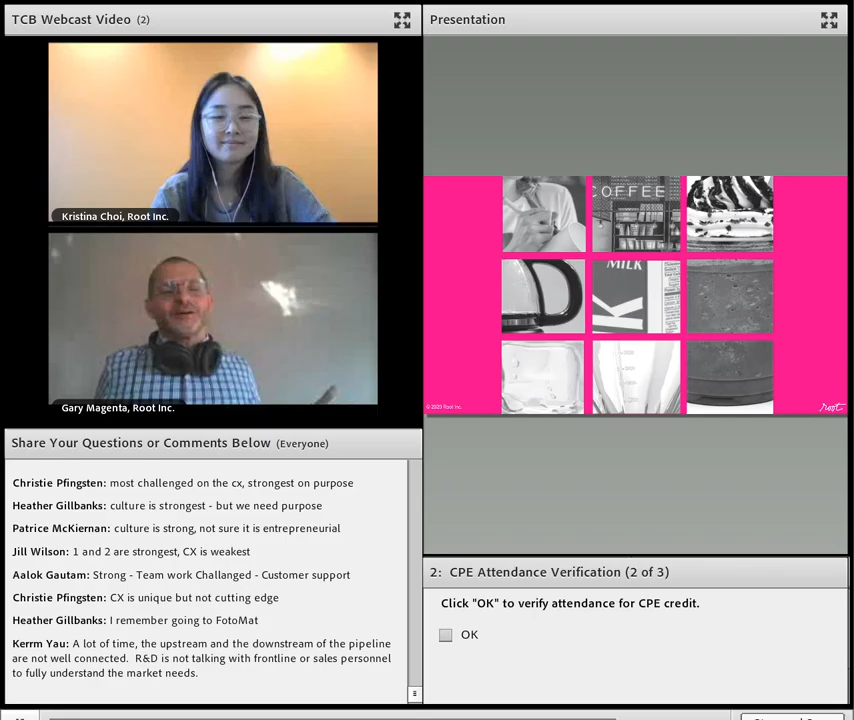 TCB Webcast Video (2)
Kristina Choi, Root Inc.
Gary Magenta, Root Inc.
Share Your Questions or Comments Below (Everyone)
Christie Pfingsten: most challenged on the cx, strongest on purpose
Heather Gillbanks: culture is strongest - but we need purpose
Patrice McKiernan: culture is strong, not sure it is entrepreneurial
Jill Wilson: 1 and 2 are strongest, CX is weakest
Aalok Gautam: Strong - Team work Challanged - Customer support
Christie Pfingsten: CX is unique but not cutting edge
Heather Gillbanks: I remember going to FotoMat
Kerrm Yau: A lot of time, the upstream and the downstream of the pipeline
are not well connected. R&D is not talking with frontline or sales personnel
to fully understand the market needs.
Presentation
COFFEE
MILK
K
© 2020 Root Inc.
root
2: CPE Attendance Verification (2 of 3)
Click "OK" to verify attendance for CPE credit.
OK